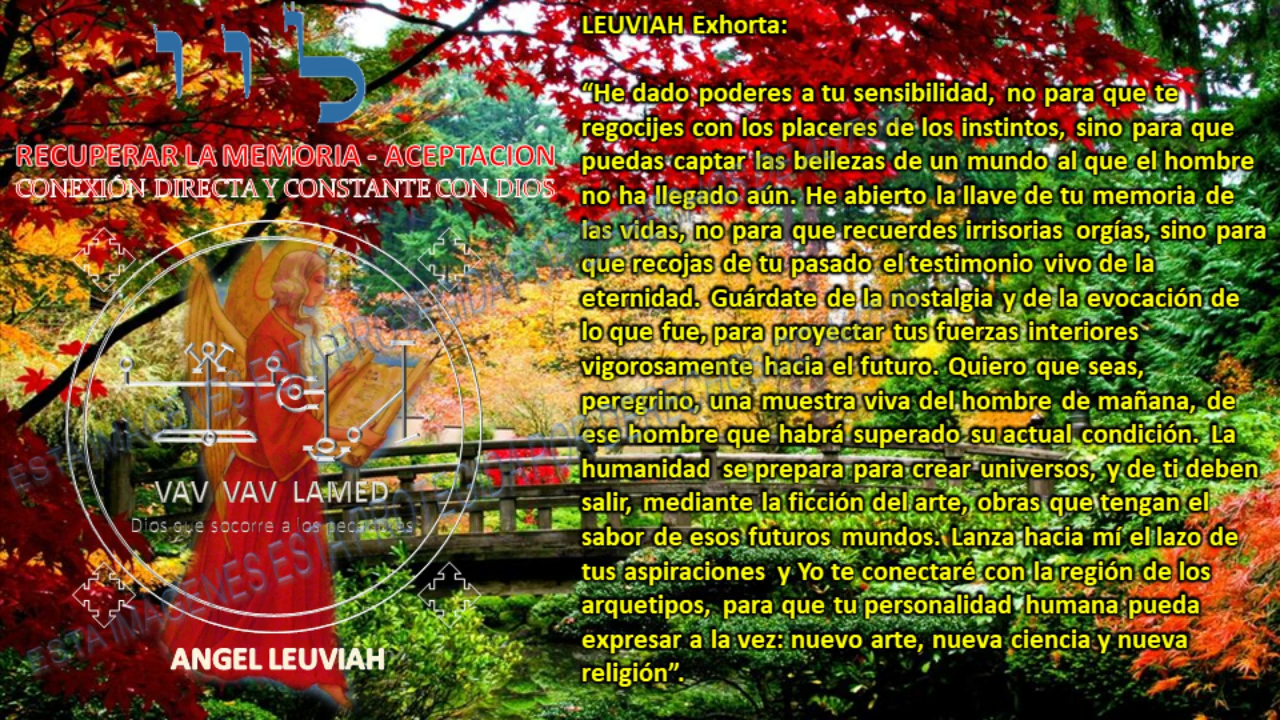 לוו
RECUPERAR LA MEMORIA - ACEPTACION
CONEXIÓN DIRECTA Y CONSTANTE CON DIOS
VAV VAV LAMED
Dios que socorre a los pecadores
ANGEL LEUVIAH
ESTA IMAGENES
LEUVIAH Exhorta:
“He dado poderes a tu sensibilidad, no para que te
regocijes con los placeres de los instintos, sino para que
puedas captar las bellezas de un mundo al que el hombre
no ha llegado aún. He abierto la llave de tu memoria de
las vidas, no para que recuerdes irrisorias orgías, sino para
que recojas de tu pasado el testimonio vivo de la
eternidad. Guárdate de la nostalgia y de la evocación de
lo que fue, para proyectar tus fuerzas interiores
vigorosamente hacia el futuro. Quiero que seas,
peregrino, una muestra viva del hombre de mañana, de
ese hombre que habrá superado su actual condición. La
humanidad se prepara para crear universos, y de ti deben
salir, mediante la ficción del arte, obras que tengan el
sabor de esos futuros mundos. Lanza hacia mí el lazo de
tus aspiraciones y Yo te conectaré con la región de los
arquetipos, para que tu personalidad humana pueda
expresar a la vez: nuevo arte, nueva ciencia y nueva
religión”.